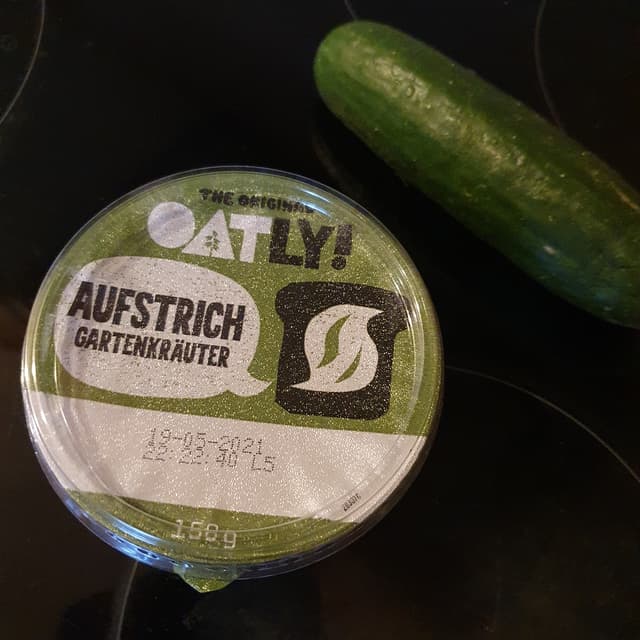 THE ORIGINAL
OATLY!
AUFSTRICH
GARTENKRÄUTER
19-05-2021
22:22:40 L5
150g